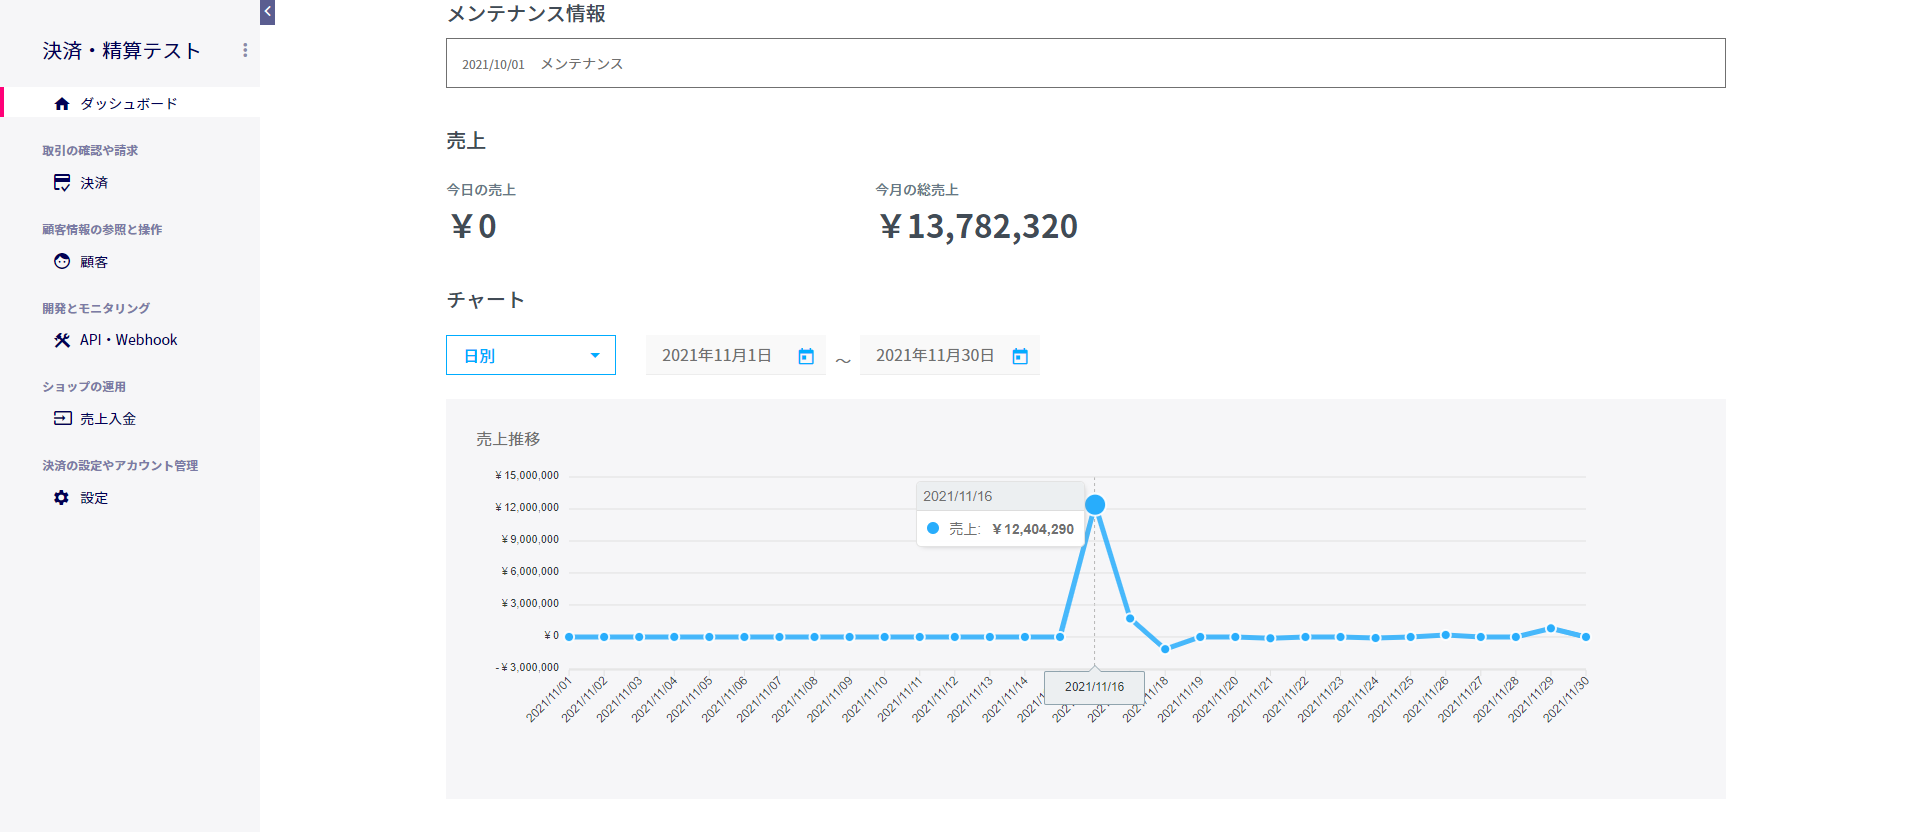 決済・精算テスト
ダッシュボード
取引の確認や請求
決済
顧客情報の参照と操作
顧客
開発とモニタリング
API・Webhook
ショップの運用
売上入金
決済の設定やアカウント管理
設定
メンテナンス情報
2021/10/01 メンテナンス
売上
今日の売上
¥0
今月の総売上
¥13,782,320
チャート
日別
2021年11月1日 ～ 2021年11月30日
売上推移
¥15,000,000
¥12,000,000
¥9,000,000
¥6,000,000
¥3,000,000
¥0
-¥3,000,000
2021/11/16
売上: ¥12,404,290
2021/11/01
2021/11/02
2021/11/03
2021/11/04
2021/11/05
2021/11/06
2021/11/07
2021/11/08
2021/11/09
2021/11/10
2021/11/11
2021/11/12
2021/11/13
2021/11/14
2021/11/16
2021/11/19
2021/11/20
2021/11/21
2021/11/22
2021/11/23
2021/11/24
2021/11/25
2021/11/26
2021/11/27
2021/11/28
2021/11/29
2021/11/30